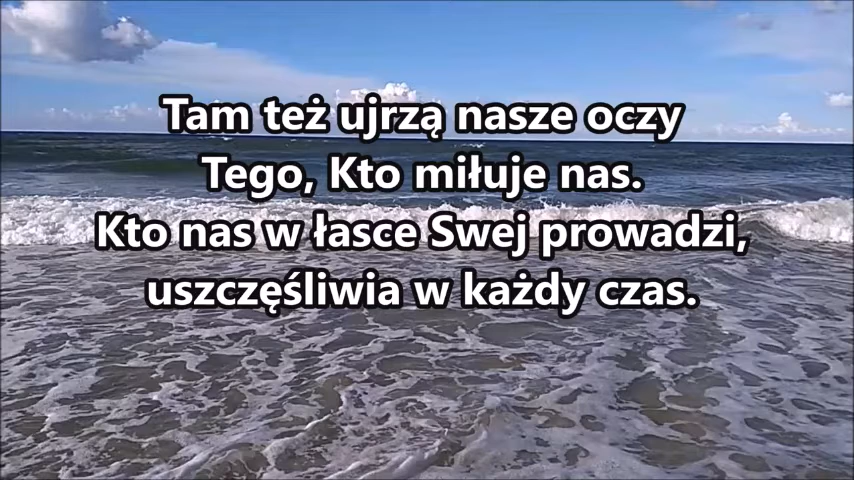 Tam też ujrzą nasze oczy
Tego, Kto miłuje nas.
Kto nas w łasce Swej prowadzi,
uszczęśliwia w każdy czas.